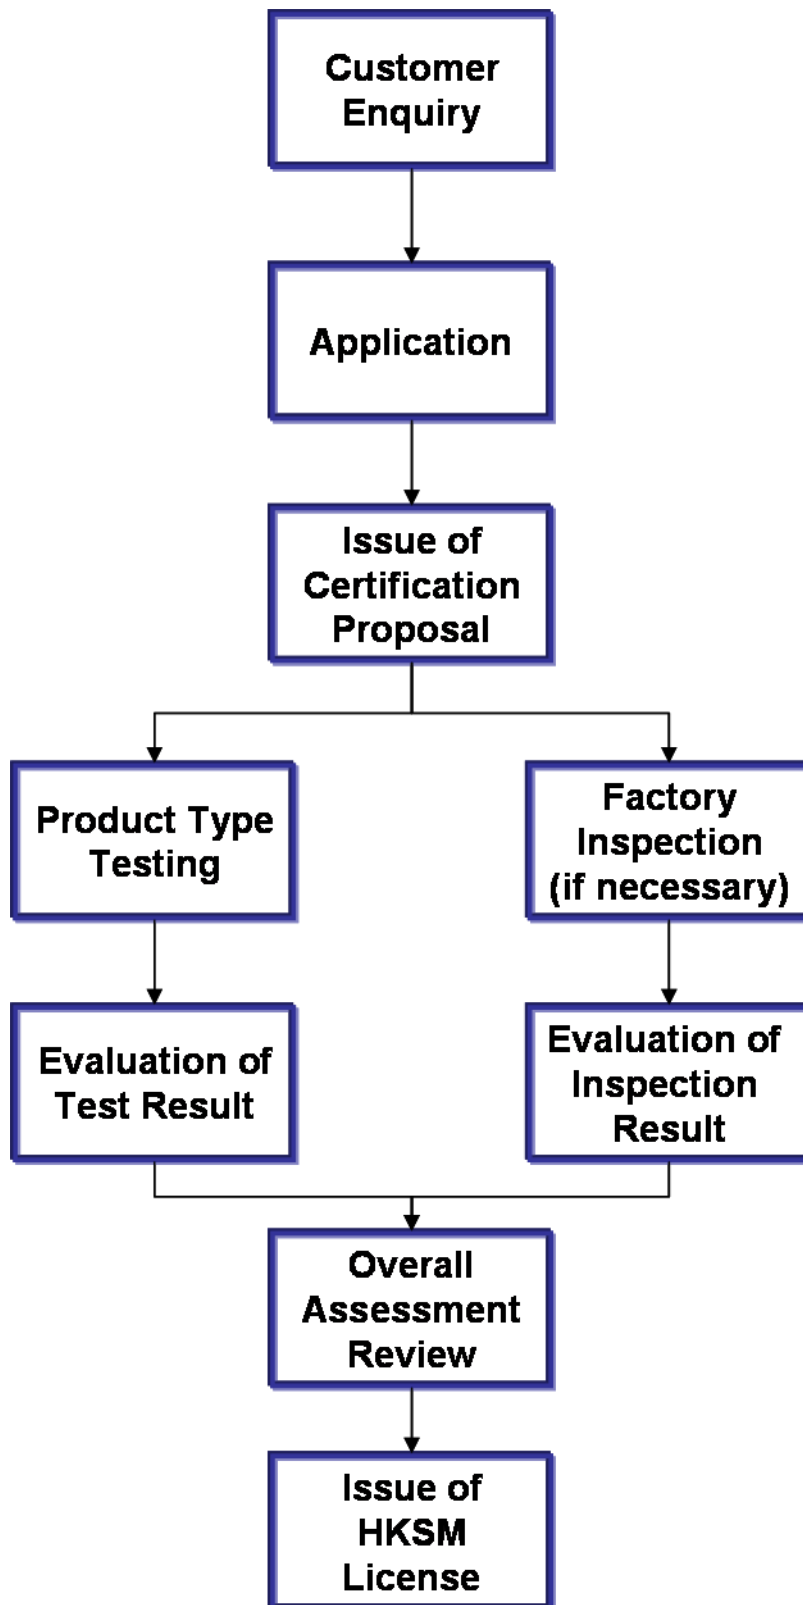 Customer
Enquiry
Application
Issue of
Certification
Proposal
Product Type
Testing
Factory
Inspection
(if necessary)
Evaluation of
Test Result
Evaluation of
Inspection
Result
Overall
Assessment
Review
Issue of
HKSM
License